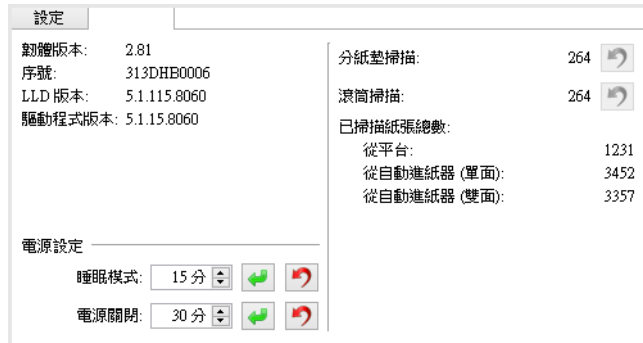 設定
韌體版本: 2.81
序號: 313DHB0006
LLD 版本: 5.1.115.8060
驅動程式版本: 5.1.15.8060
電源設定
睡眠模式: 15 分
電源關閉: 30 分
分紙墊掃描: 264
滾筒掃描: 264
已掃描紙張總數:
從平台: 1231
從自動進紙器 (單面): 3452
從自動進紙器 (雙面): 3357